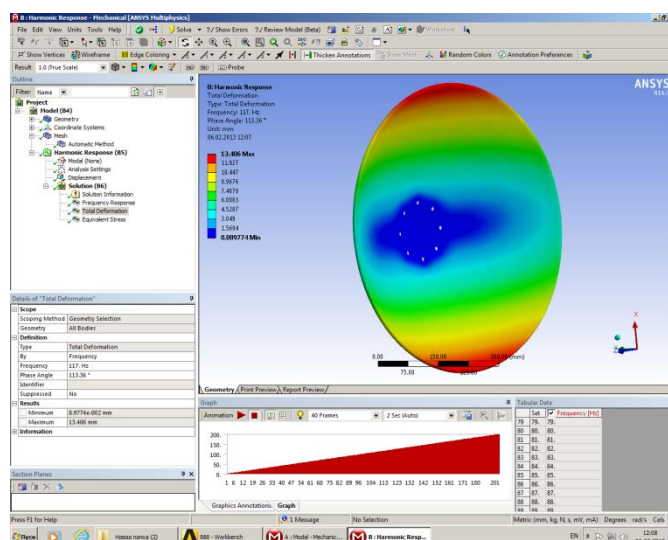 B : Harmonic Response - Mechanical [ANSYS Multiphysics]
File Edit View Units Tools Help Solve ?/ Show Errors ?/ Review Model (Beta) Worksheet
Show Vertices Wireframe Edge Coloring Thicken Annotations Show Mesh Random Colors Annotation Preferences
Result 1.0 (True Scale) Probe
Outline
Filter: Name
Project
Model (B4)
Geometry
Coordinate Systems
Mesh
Automatic Method
Harmonic Response (B5)
Modal (None)
Analysis Settings
Displacement
Solution (B6)
Solution Information
Frequency Response
Total Deformation
Equivalent Stress
B: Harmonic Response
Total Deformation
Type: Total Deformation
Frequency: 117. Hz
Phase Angle: 113.36 °
Unit: mm
06.02.2013 12:07
13.406 Max
11.927
10.447
8.9676
7.4879
6.0083
4.5287
3.049
1.5694
0.089774 Min
ANSYS
0.00
75.00
X
Geometry Print Preview Report Preview
Details of "Total Deformation"
Scope
Scoping Method Geometry Selection
Geometry All Bodies
Definition
Type Total Deformation
By Frequency
Frequency 117. Hz
Phase Angle 113.36 °
Identifier
Suppressed No
Results
Minimum 8.9774e-002 mm
Maximum 13.406 mm
Information
Section Planes
Graph
Animation 40 Frames 2 Sec (Auto)
200.
150.
100.
50.
0.
1 6 12 19 26 33 40 47 54 61 68 75 82 89 96 104 113 122 131 140 149 158 167 176 185 201
Graphics Annotations Graph
Tabular Data
Set Frequency [Hz]
79 79. 79.
80 80. 80.
81 81. 81.
82 82. 82.
83 83. 83.
84 84. 84.
85 85. 85.
86 86. 86.
87 87. 87.
88 88. 88.
Press F1 for Help 1 Message No Selection Metric (mm, kg, N, s, mV, mA) Degrees rad/s Cels
Пуск Новая папка (2) BBB - Workbench A : Model - Mechanic... B : Harmonic Resp... EN 12:08